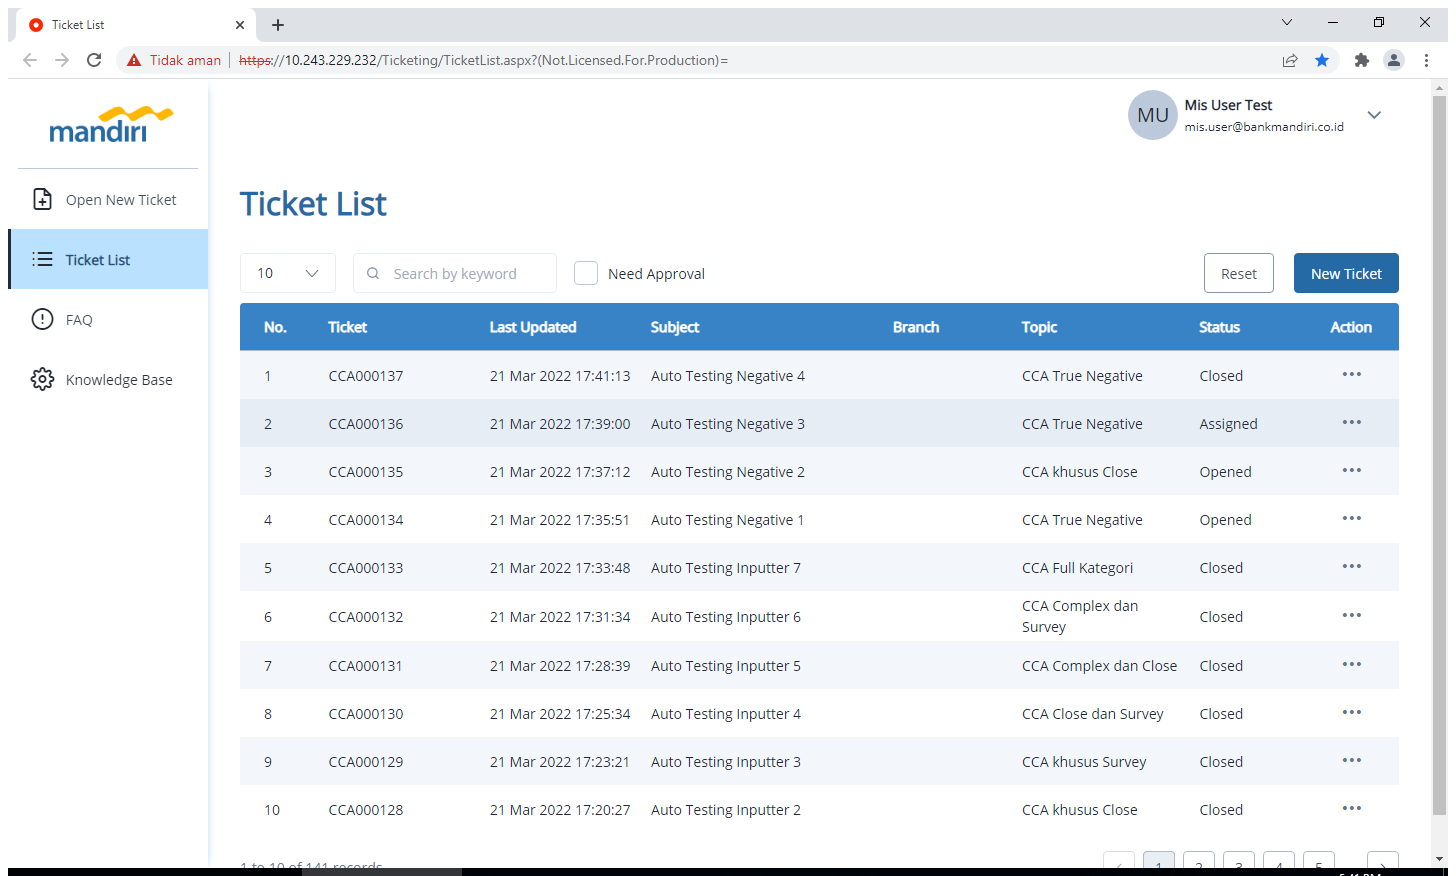 Ticket List
Tidak aman
https://10.243.229.232/Ticketing/TicketList.aspx?(Not.Licensed.For.Production)=
mandiri
MU
Mis User Test
mis.user@bankmandiri.co.id
Open New Ticket
Ticket List
FAQ
Knowledge Base
Ticket List
10
Search by keyword
Need Approval
Reset
New Ticket
No. Ticket Last Updated Subject Branch Topic Status Action
1 CCA000137 21 Mar 2022 17:41:13 Auto Testing Negative 4 CCA True Negative Closed
2 CCA000136 21 Mar 2022 17:39:00 Auto Testing Negative 3 CCA True Negative Assigned
3 CCA000135 21 Mar 2022 17:37:12 Auto Testing Negative 2 CCA khusus Close Opened
4 CCA000134 21 Mar 2022 17:35:51 Auto Testing Negative 1 CCA True Negative Opened
5 CCA000133 21 Mar 2022 17:33:48 Auto Testing Inputter 7 CCA Full Kategori Closed
6 CCA000132 21 Mar 2022 17:31:34 Auto Testing Inputter 6 CCA Complex dan Survey Closed
7 CCA000131 21 Mar 2022 17:28:39 Auto Testing Inputter 5 CCA Complex dan Close Closed
8 CCA000130 21 Mar 2022 17:25:34 Auto Testing Inputter 4 CCA Close dan Survey Closed
9 CCA000129 21 Mar 2022 17:23:21 Auto Testing Inputter 3 CCA khusus Survey Closed
10 CCA000128 21 Mar 2022 17:20:27 Auto Testing Inputter 2 CCA khusus Close Closed
1 to 10 of 141 records
1 2 3 4 5